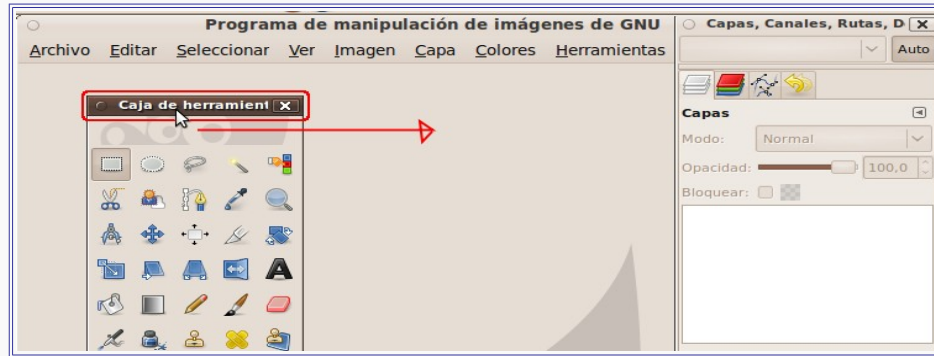 Programa de manipulación de imágenes de GNU
Archivo Editar Seleccionar Ver Imagen Capa Colores Herramientas
Caja de herramient
Capas, Canales, Rutas, D
Auto
Capas
Modo: Normal
Opacidad: 100,0
Bloquear: